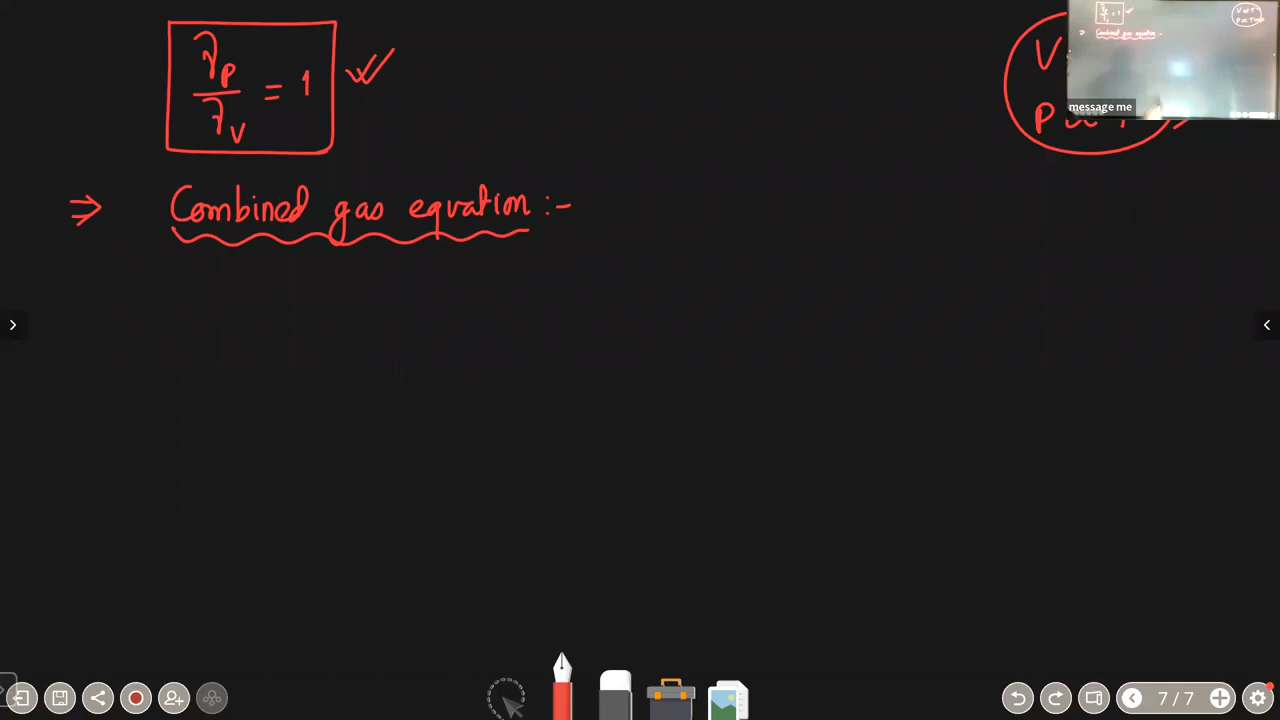 γP
/
γV = 1
V
P ∝ T
message me
⇒ Combined gas equation :-
7/7